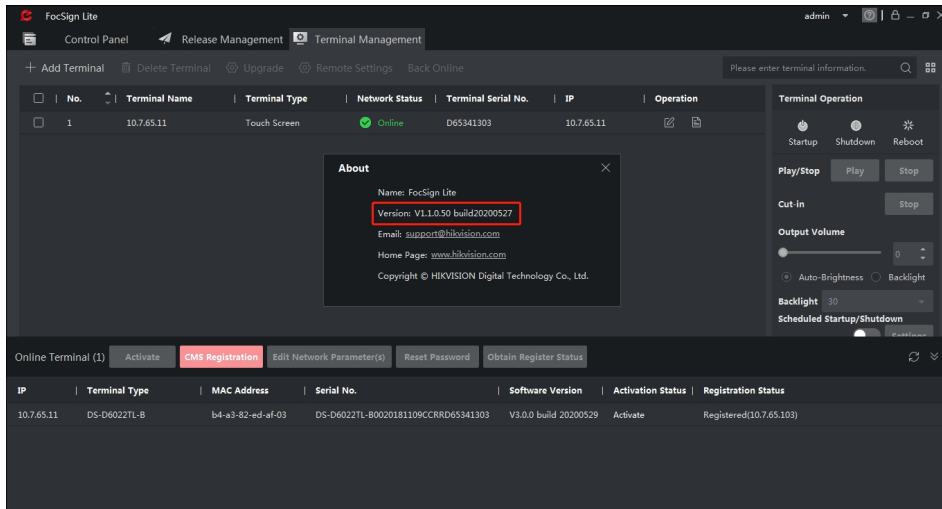 FocSign Lite
admin
Control Panel
Release Management
Terminal Management
Add Terminal
Delete Terminal
Upgrade
Remote Settings
Back Online
Please enter terminal information.
No.
Terminal Name
Terminal Type
Network Status
Terminal Serial No.
IP
Operation
1
10.7.65.11
Touch Screen
Online
D65341303
10.7.65.11
About
Name: FocSign Lite
Version: V1.1.0.50 build20200527
Email: support@hikvision.com
Home Page: www.hikvision.com
Copyright © HIKVISION Digital Technology Co., Ltd.
Terminal Operation
Startup
Shutdown
Reboot
Play/Stop
Play
Stop
Cut-in
Stop
Output Volume
0
Auto-Brightness
Backlight
Backlight
30
Scheduled Startup/Shutdown
Settings
Online Terminal (1)
Activate
CMS Registration
Edit Network Parameter(s)
Reset Password
Obtain Register Status
IP
Terminal Type
MAC Address
Serial No.
Software Version
Activation Status
Registration Status
10.7.65.11
DS-D6022TL-B
b4-a3-82-ed-af-03
DS-D6022TL-B0020181109CCRRD65341303
V3.0.0 build 20200529
Activate
Registered(10.7.65.103)